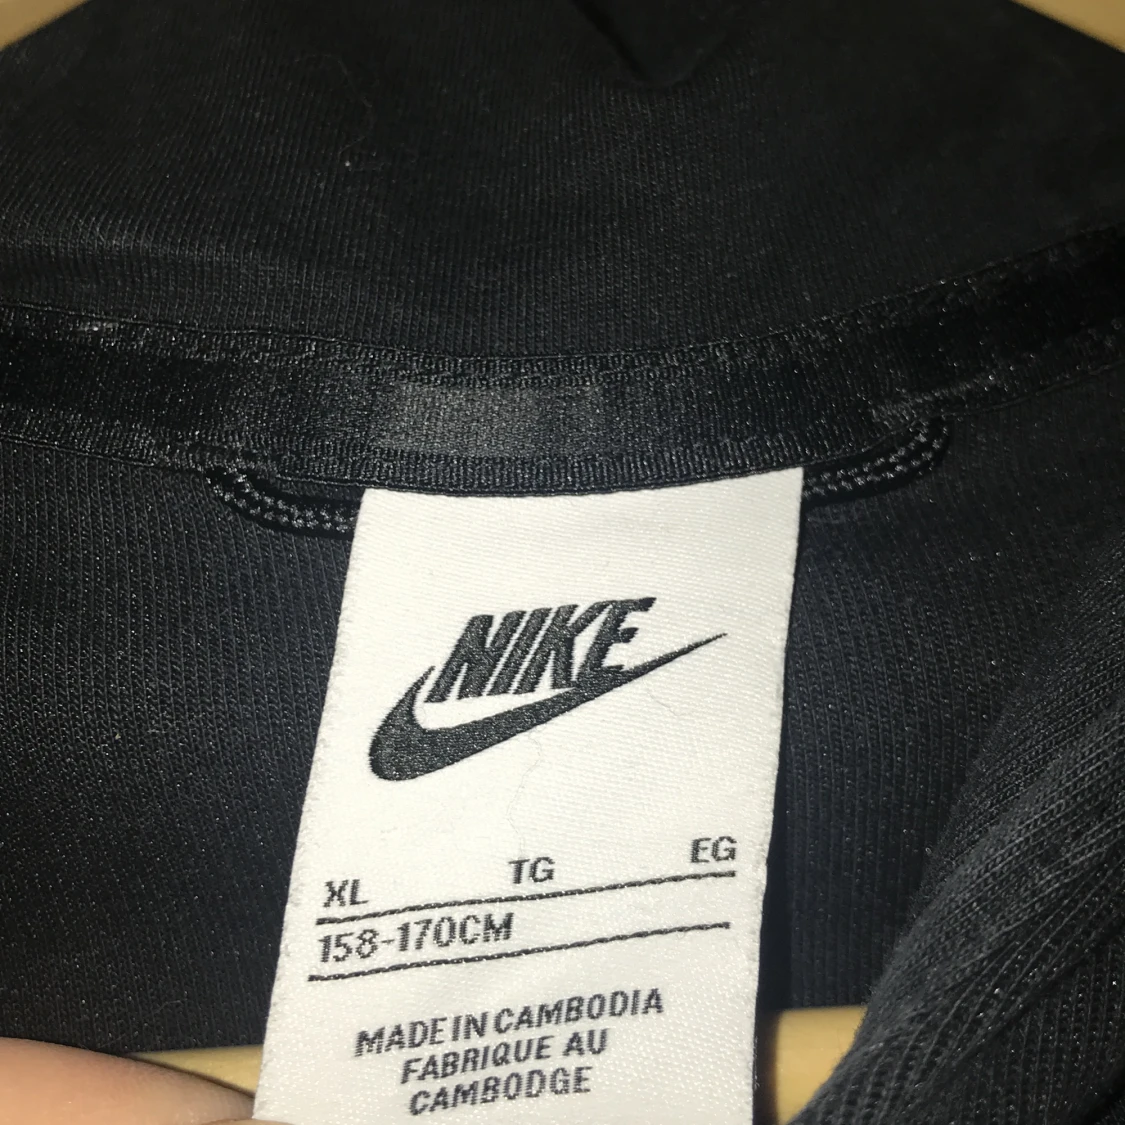 NIKE
XL TG EG
158-170CM
MADE IN CAMBODIA
FABRIQUE AU
CAMBODGE